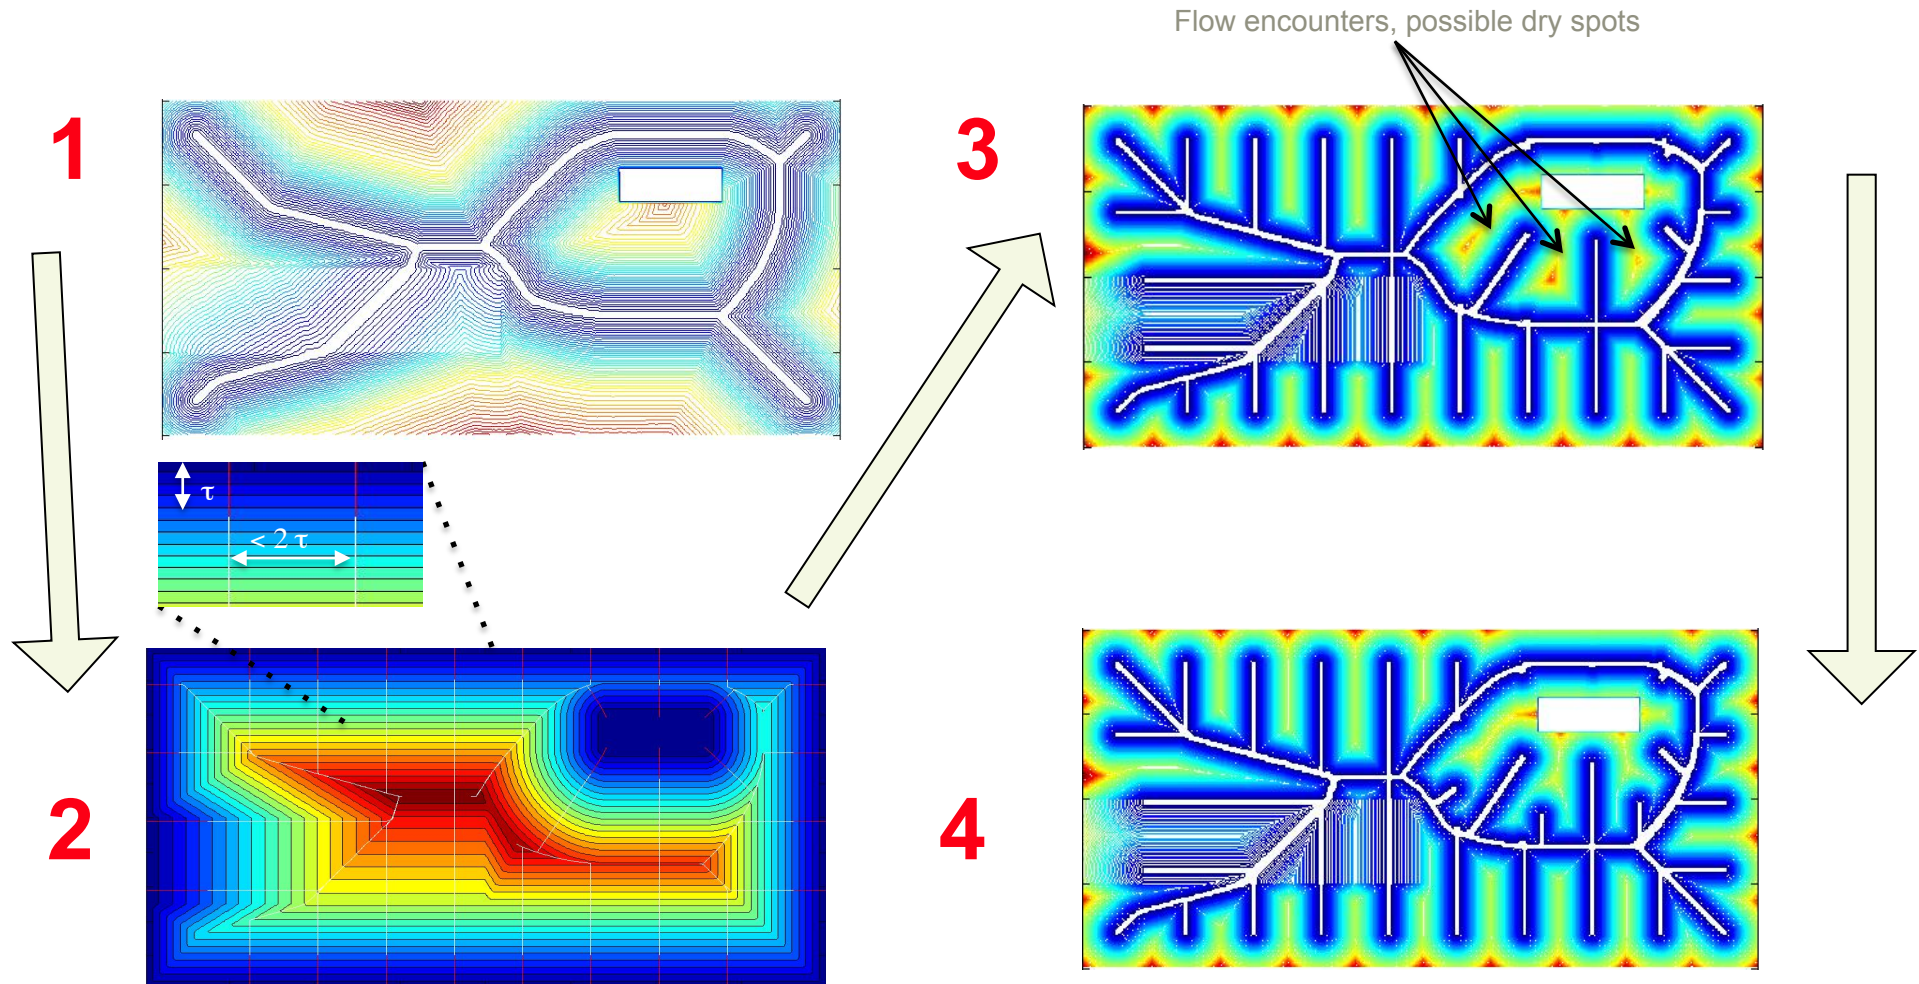 Flow encounters, possible dry spots
1
3
τ
< 2 τ
2
4